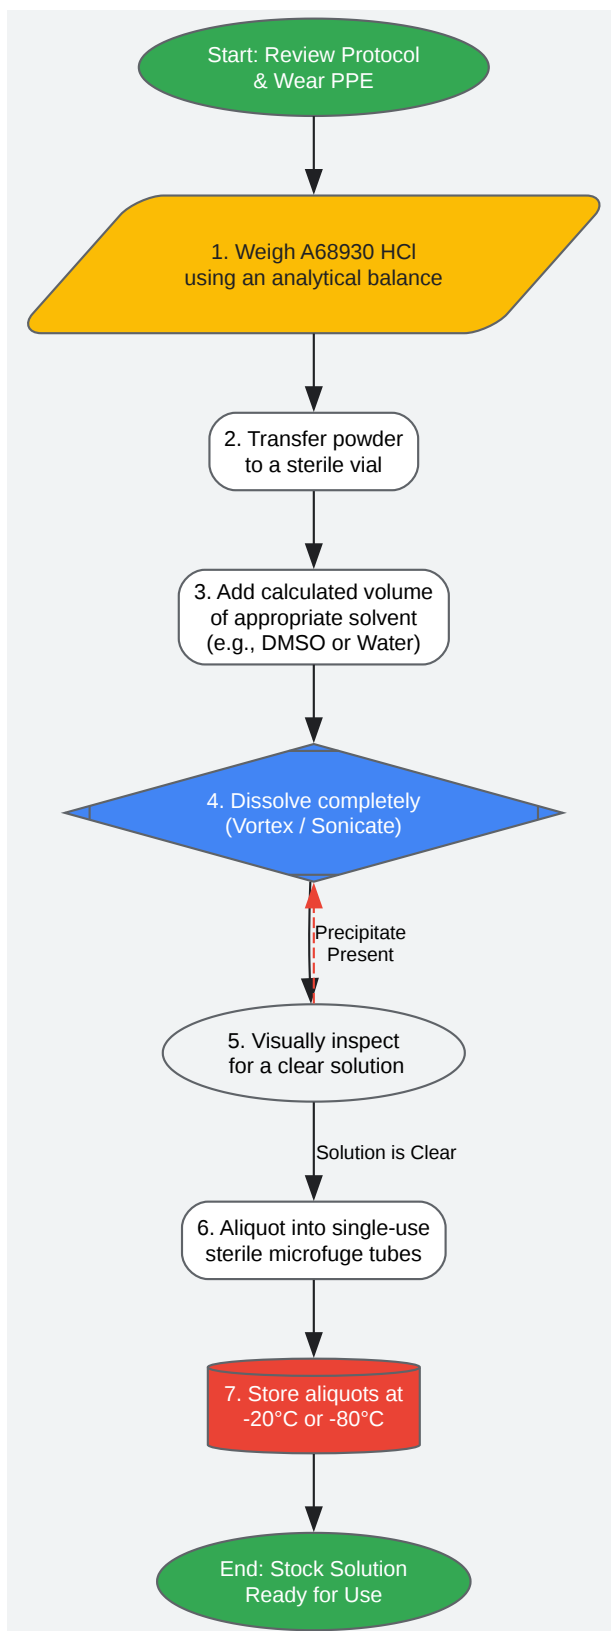 Start: Review Protocol
& Wear PPE
1. Weigh A68930 HCl
using an analytical balance
2. Transfer powder
to a sterile vial
3. Add calculated volume
of appropriate solvent
(e.g., DMSO or Water)
4. Dissolve completely
(Vortex / Sonicate)
Precipitate
Present
5. Visually inspect
for a clear solution
Solution is Clear
6. Aliquot into single-use
sterile microfuge tubes
7. Store aliquots at
-20°C or -80°C
End: Stock Solution
Ready for Use